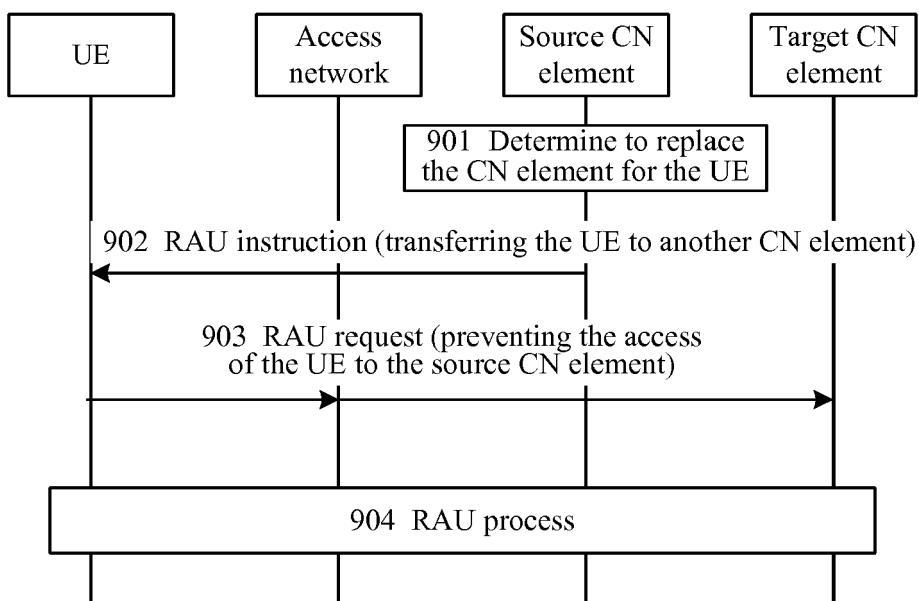 UE
Access
network
Source CN
element
Target CN
element
901 Determine to replace
the CN element for the UE
902 RAU instruction (transferring the UE to another CN element)
903 RAU request (preventing the access
of the UE to the source CN element)
904 RAU process